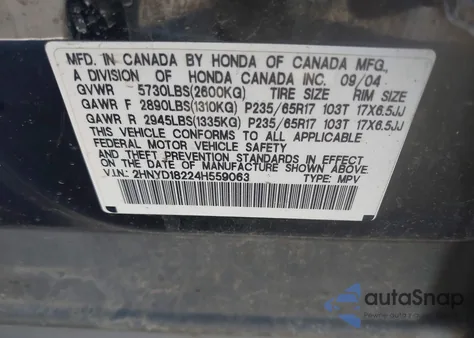 MFD. IN CANADA BY HONDA OF CANADA MFG.,
A DIVISION OF HONDA CANADA INC. 09/04
GVWR 5730LBS(2600KG) TIRE SIZE RIM SIZE
GAWR F 2890LBS(1310KG) P235/65R17 103T 17X6.5JJ
GAWR R 2945LBS(1335KG) P235/65R17 103T 17X6.5JJ
THIS VEHICLE CONFORMS TO ALL APPLICABLE
FEDERAL MOTOR VEHICLE SAFETY
AND THEFT PREVENTION STANDARDS IN EFFECT
ON THE DATE OF MANUFACTURE SHOWN ABOVE.
V.I.N.: 2HNYD18224H559063 TYPE: MPV
autoSnap